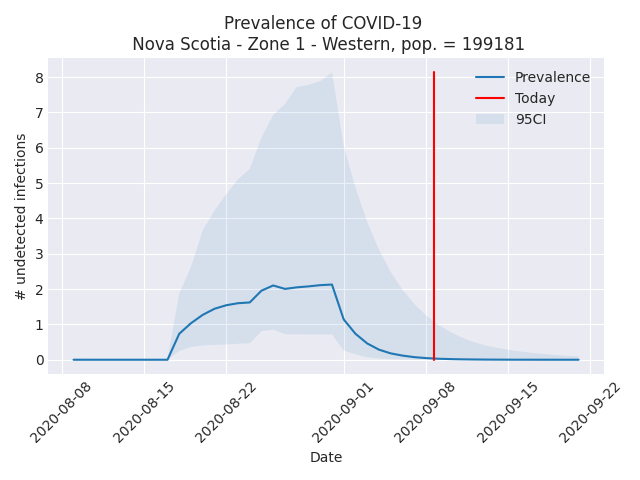 Prevalence of COVID-19
Nova Scotia - Zone 1 - Western, pop. = 199181
# undetected infections
8
7
6
5
4
3
2
1
0
Prevalence
Today
95CI
2020-08-08
2020-08-15
2020-08-22
2020-09-01
2020-09-08
2020-09-15
2020-09-22
Date